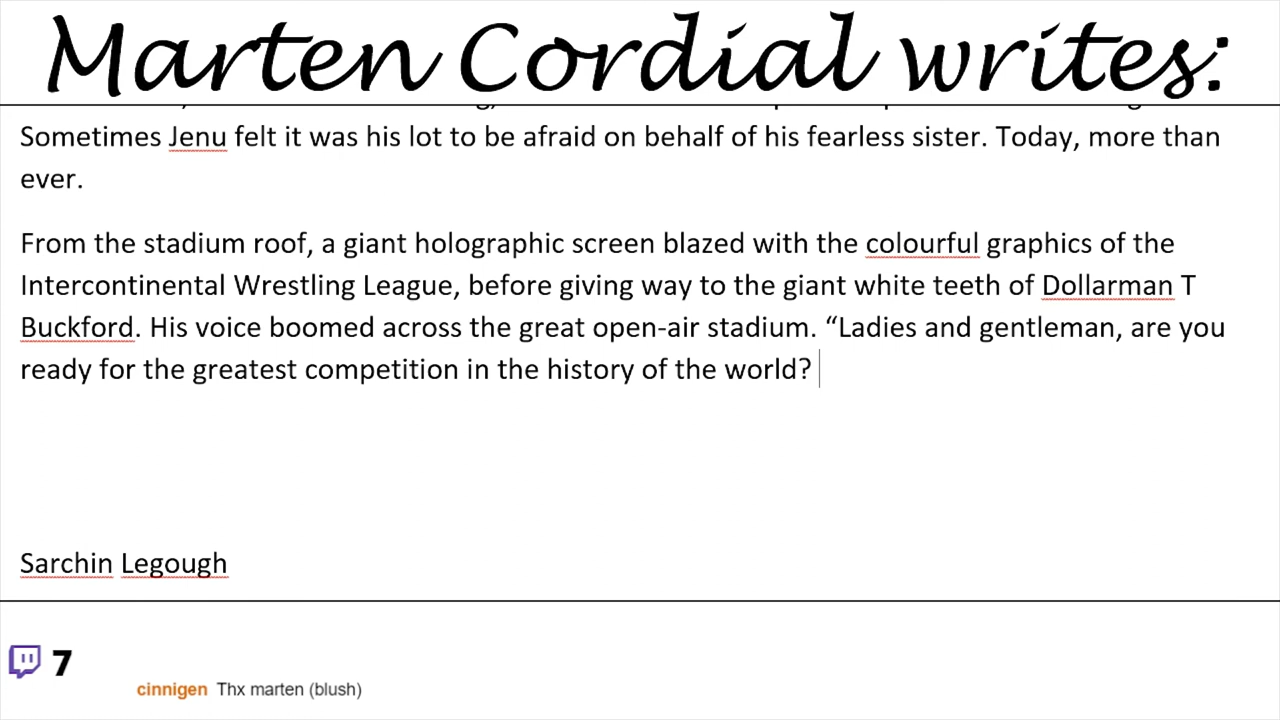 Marten Cordial writes:
Sometimes Jenu felt it was his lot to be afraid on behalf of his fearless sister. Today, more than
ever.
From the stadium roof, a giant holographic screen blazed with the colourful graphics of the
Intercontinental Wrestling League, before giving way to the giant white teeth of Dollarman T
Buckford. His voice boomed across the great open-air stadium. “Ladies and gentleman, are you
ready for the greatest competition in the history of the world?
Sarchin Legough
7
cinnigen Thx marten (blush)